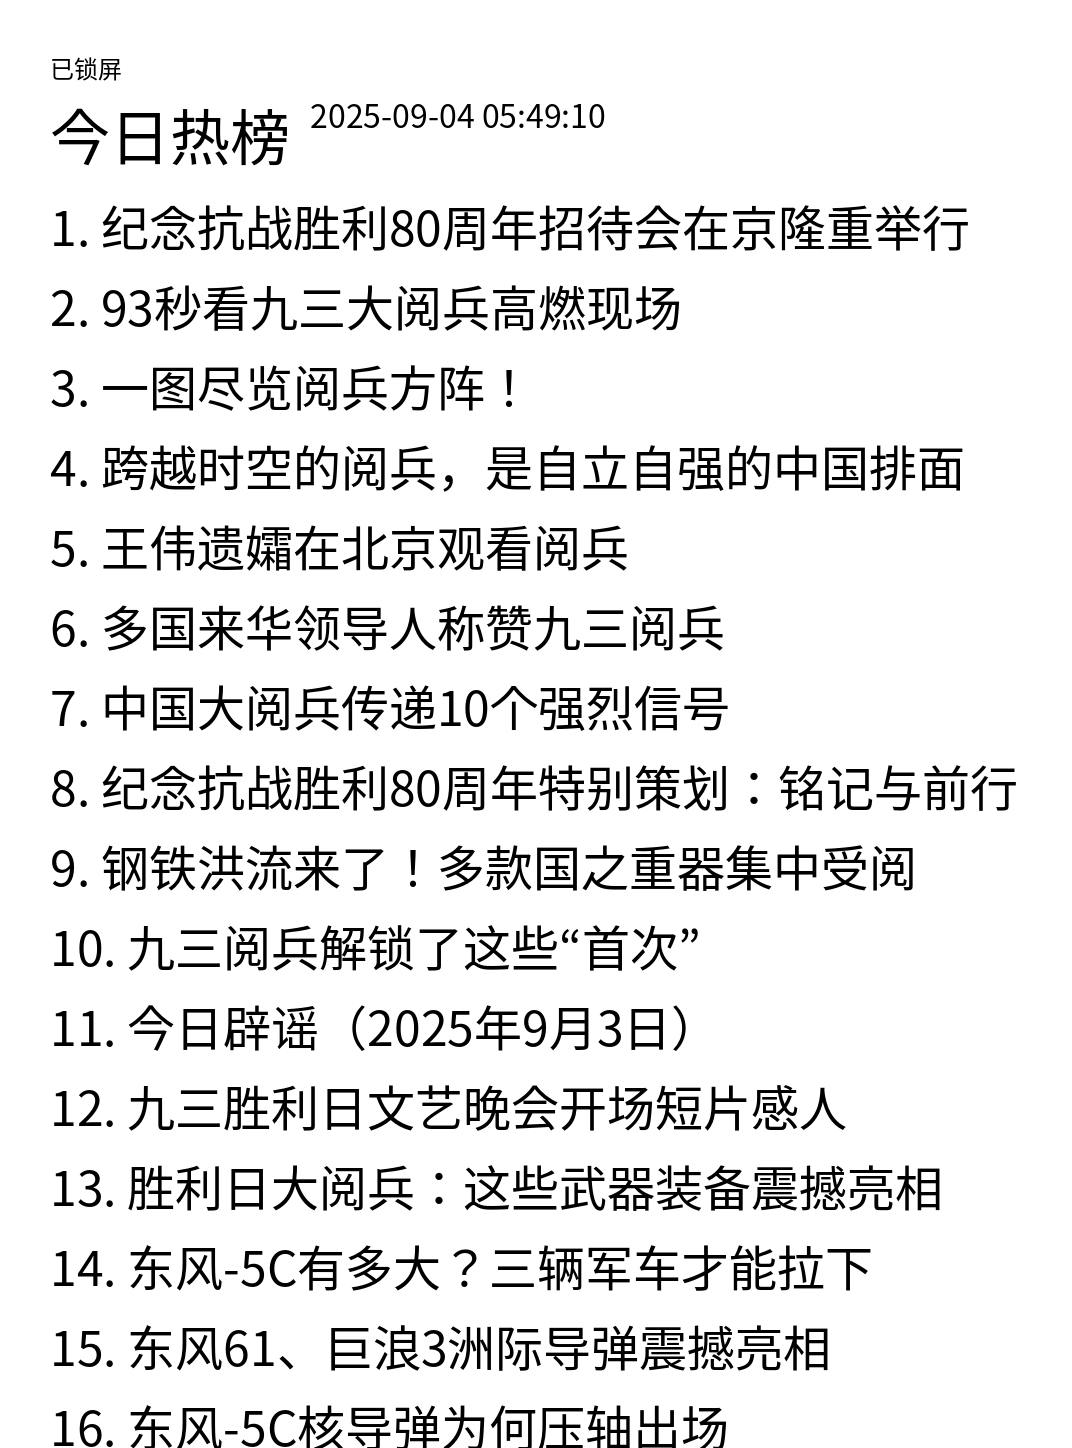 已锁屏
今日热榜 2025-09-04 05:49:10
1. 纪念抗战胜利80周年招待会在京隆重举行
2. 93秒看九三大阅兵高燃现场
3. 一图尽览阅兵方阵！
4. 跨越时空的阅兵，是自立自强的中国排面
5. 王伟遗孀在北京观看阅兵
6. 多国来华领导人称赞九三阅兵
7. 中国大阅兵传递10个强烈信号
8. 纪念抗战胜利80周年特别策划：铭记与前行
9. 钢铁洪流来了！多款国之重器集中受阅
10. 九三阅兵解锁了这些“首次”
11. 今日辟谣（2025年9月3日）
12. 九三胜利日文艺晚会开场短片感人
13. 胜利日大阅兵：这些武器装备震撼亮相
14. 东风-5C有多大？三辆军车才能拉下
15. 东风61、巨浪3洲际导弹震撼亮相
16. 东风-5C核导弹为何压轴出场